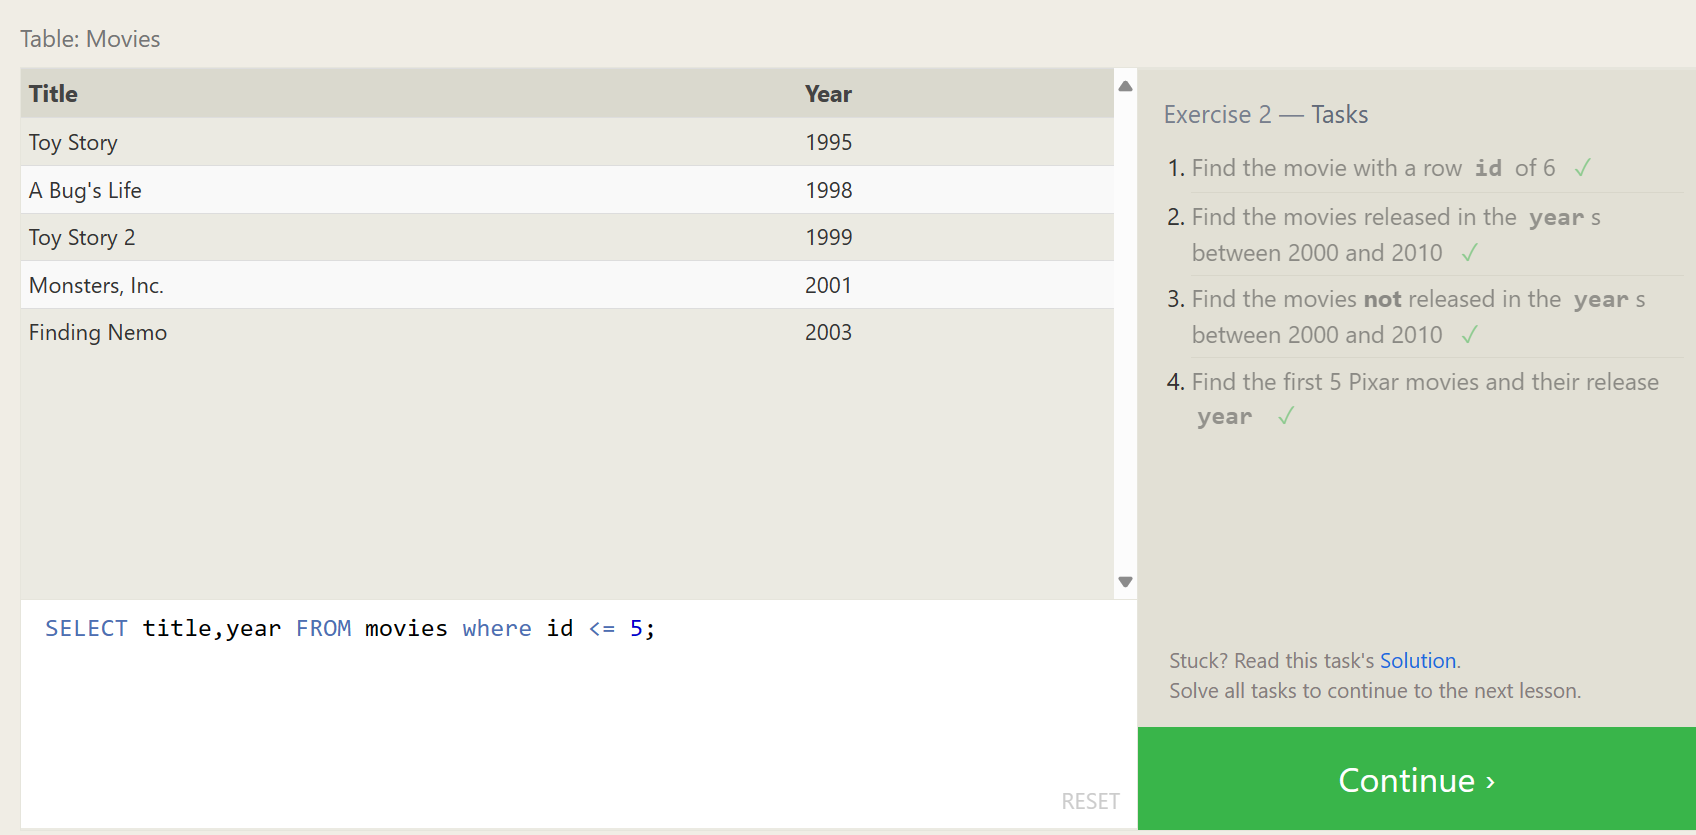 Table: Movies
Title Year
Toy Story 1995
A Bug's Life 1998
Toy Story 2 1999
Monsters, Inc. 2001
Finding Nemo 2003
SELECT title,year FROM movies where id <= 5;
RESET
Exercise 2 — Tasks
1. Find the movie with a row id of 6 ✓
2. Find the movies released in the year s
between 2000 and 2010 ✓
3. Find the movies not released in the year s
between 2000 and 2010 ✓
4. Find the first 5 Pixar movies and their release
year ✓
Stuck? Read this task's Solution.
Solve all tasks to continue to the next lesson.
Continue ›